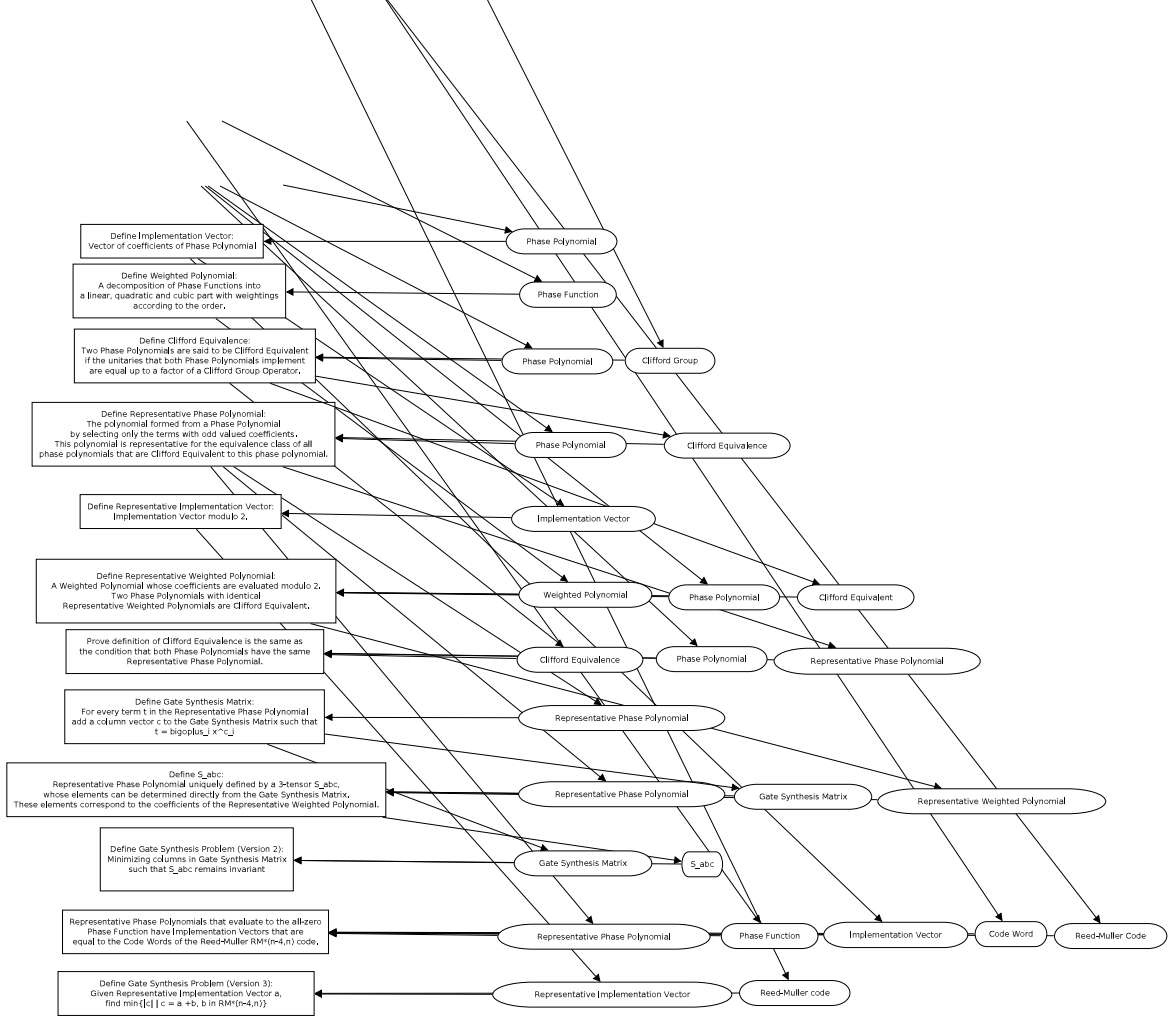 Define Implementation Vector:
Vector of coefficients of Phase Polynomial
Phase Polynomial
Define Weighted Polynomial:
A decomposition of Phase Functions into
a linear, quadratic and cubic part with weightings
according to the order.
Phase Function
Define Clifford Equivalence:
Two Phase Polynomials are said to be Clifford Equivalent
if the unitaries that both Phase Polynomials implement
are equal up to a factor of a Clifford Group Operator.
Phase Polynomial
Clifford Group
Define Representative Phase Polynomial:
The polynomial formed from a Phase Polynomial
by selecting only the terms with odd valued coefficients.
This polynomial is representative for the equivalence class of all
phase polynomials that are Clifford Equivalent to this phase polynomial.
Phase Polynomial
Clifford Equivalence
Define Representative Implementation Vector:
Implementation Vector modulo 2.
Implementation Vector
Define Representative Weighted Polynomial:
A Weighted Polynomial whose coefficients are evaluated modulo 2.
Two Phase Polynomials with identical
Representative Weighted Polynomials are Clifford Equivalent.
Weighted Polynomial
Phase Polynomial
Clifford Equivalent
Prove definition of Clifford Equivalence is the same as
the condition that both Phase Polynomials have the same
Representative Phase Polynomial.
Clifford Equivalence
Phase Polynomial
Representative Phase Polynomial
Define Gate Synthesis Matrix:
For every term t in the Representative Phase Polynomial
add a column vector c to the Gate Synthesis Matrix such that
t = bigoplus_i x^c_i
Representative Phase Polynomial
Define S_abc:
Representative Phase Polynomial uniquely defined by a 3-tensor S_abc,
whose elements can be determined directly from the Gate Synthesis Matrix.
These elements correspond to the coefficients of the Representative Weighted Polynomial.
Representative Phase Polynomial
Gate Synthesis Matrix
Representative Weighted Polynomial
Define Gate Synthesis Problem (Version 2):
Minimizing columns in Gate Synthesis Matrix
such that S_abc remains invariant
Gate Synthesis Matrix
S_abc
Representative Phase Polynomials that evaluate to the all-zero
Phase Function have Implementation Vectors that are
equal to the Code Words of the Reed-Muller RM*(n-4,n) code.
Representative Phase Polynomial
Phase Function
Implementation Vector
Code Word
Reed-Muller Code
Define Gate Synthesis Problem (Version 3):
Given Representative Implementation Vector a,
find min{|c| | c = a +b, b in RM*(n-4,n)}
Representative Implementation Vector
Reed-Muller code